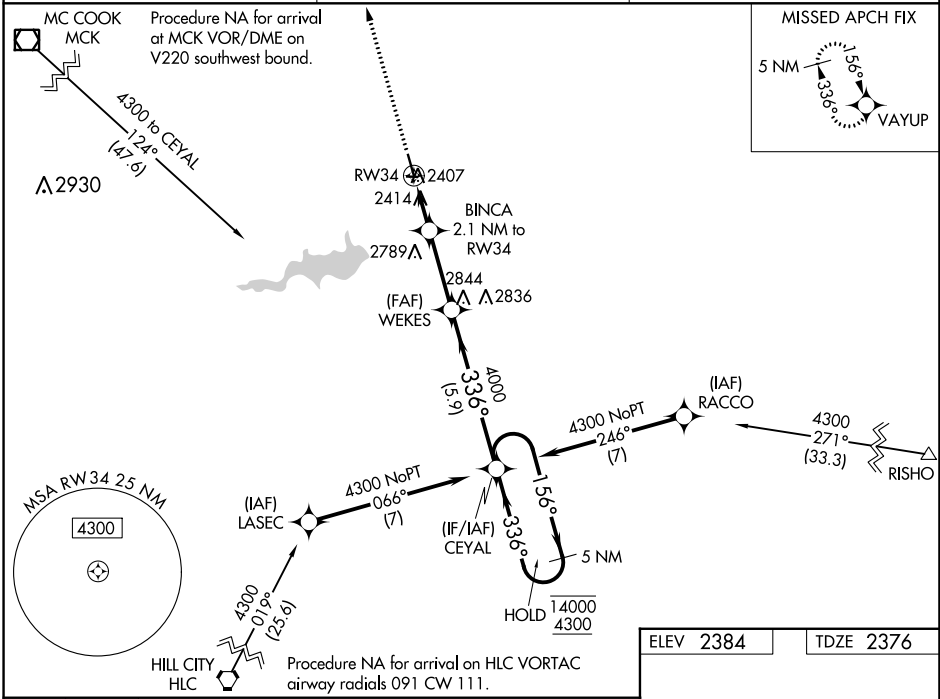 MC COOK
MCK
Procedure NA for arrival
at MCK VOR/DME on
V220 southwest bound.
MISSED APCH FIX
5 NM
156°
336°
VAYUP
4300 to CEYAL
124°
(47.6)
2930
RW34
2407
2414
BINCA
2.1 NM to
RW34
2789
2844
2836
(FAF)
WEKES
4000
336°
(5.9)
(IAF)
RACCO
4300 NoPT
246°
(7)
4300
271°
(33.3)
RISHO
MSA RW34 25 NM
4300
(IAF)
LASEC
4300 NoPT
066°
(7)
(IF/IAF)
CEYAL
156°
336°
5 NM
HOLD
14000
4300
4300
019°
(25.6)
HILL CITY
HLC
Procedure NA for arrival on HLC VORTAC
airway radials 091 CW 111.
ELEV 2384
TDZE 2376